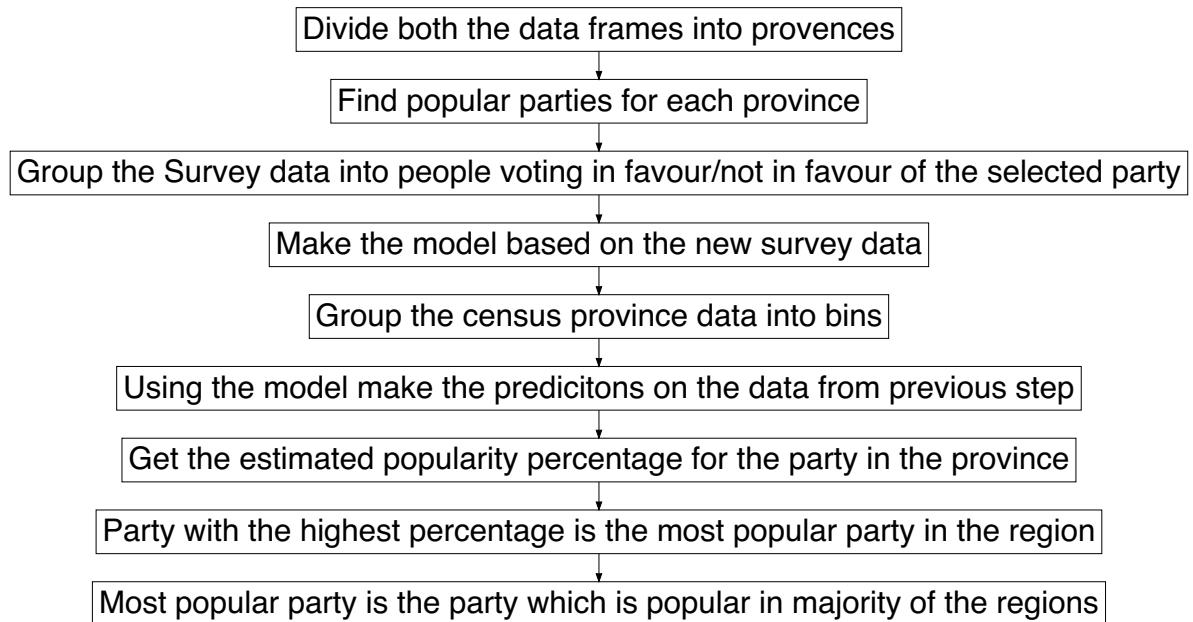 Divide both the data frames into provences
Find popular parties for each province
Group the Survey data into people voting in favour/not in favour of the selected party
Make the model based on the new survey data
Group the census province data into bins
Using the model make the predicitons on the data from previous step
Get the estimated popularity percentage for the party in the province
Party with the highest percentage is the most popular party in the region
Most popular party is the party which is popular in majority of the regions